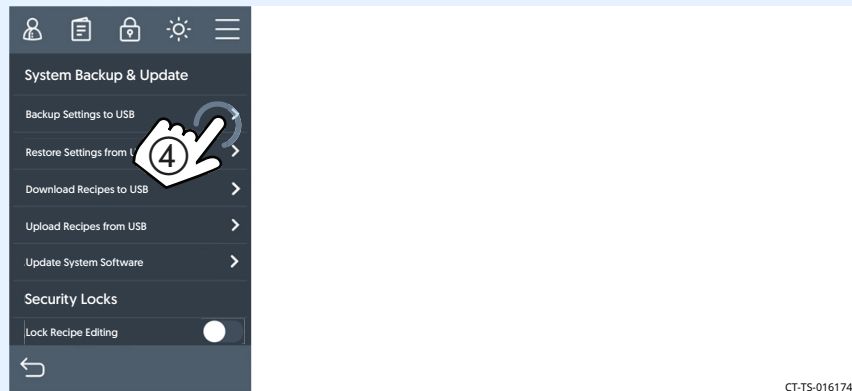 System Backup & Update
Backup Settings to USB
④
Restore Settings from U
Download Recipes to USB
Upload Recipes from USB
Update System Software
Security Locks
Lock Recipe Editing
CT-TS-016174